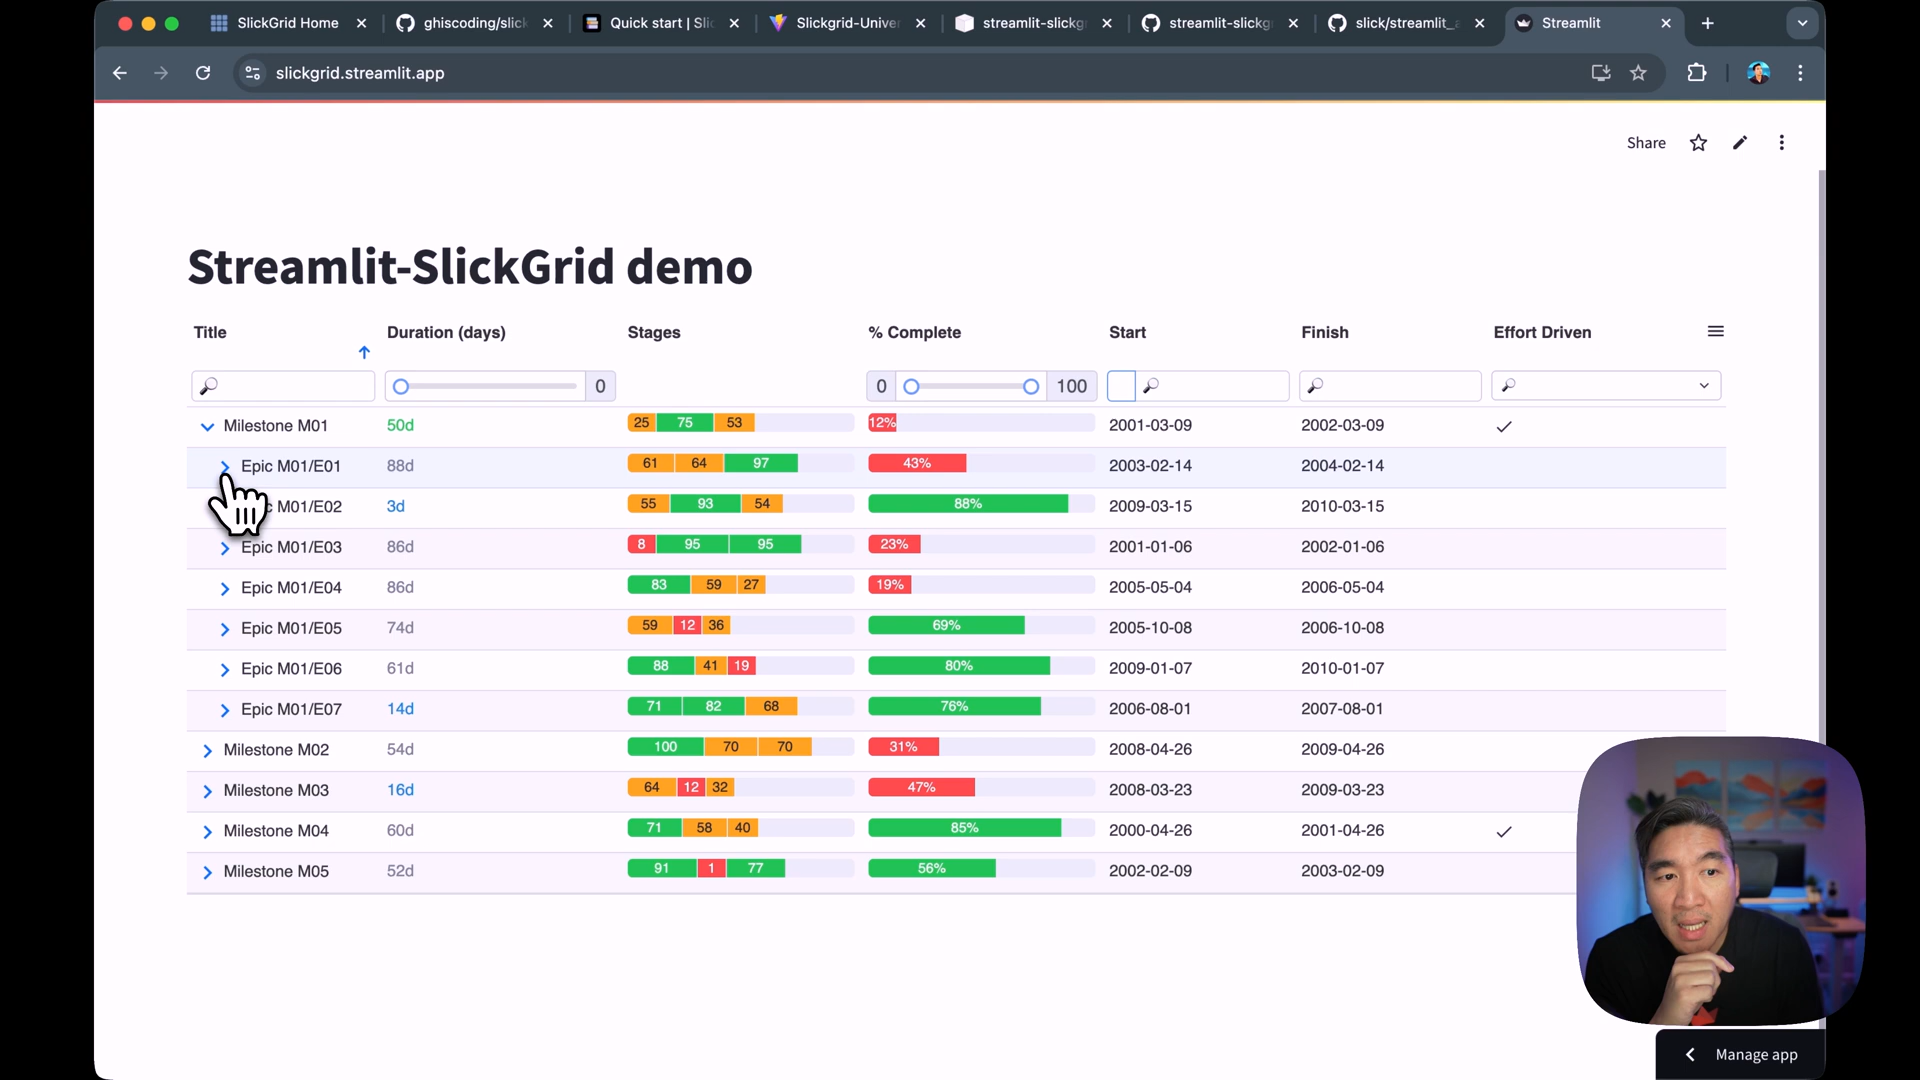 SlickGrid Home
ghiscoding/slick
Quick start | Slic
Slickgrid-Univer
streamlit-slickgr
streamlit-slickg
slick/streamlit_a
Streamlit
slickgrid.streamlit.app
Share
Streamlit-SlickGrid demo
Title Duration (days) Stages % Complete Start Finish Effort Driven
0 0 100
Milestone M01 50d 25 75 53 12% 2001-03-09 2002-03-09
Epic M01/E01 88d 61 64 97 43% 2003-02-14 2004-02-14
c M01/E02 3d 55 93 54 88% 2009-03-15 2010-03-15
Epic M01/E03 86d 8 95 95 23% 2001-01-06 2002-01-06
Epic M01/E04 86d 83 59 27 19% 2005-05-04 2006-05-04
Epic M01/E05 74d 59 12 36 69% 2005-10-08 2006-10-08
Epic M01/E06 61d 88 41 19 80% 2009-01-07 2010-01-07
Epic M01/E07 14d 71 82 68 76% 2006-08-01 2007-08-01
Milestone M02 54d 100 70 70 31% 2008-04-26 2009-04-26
Milestone M03 16d 64 12 32 47% 2008-03-23 2009-03-23
Milestone M04 60d 71 58 40 85% 2000-04-26 2001-04-26
Milestone M05 52d 91 1 77 56% 2002-02-09 2003-02-09
Manage app